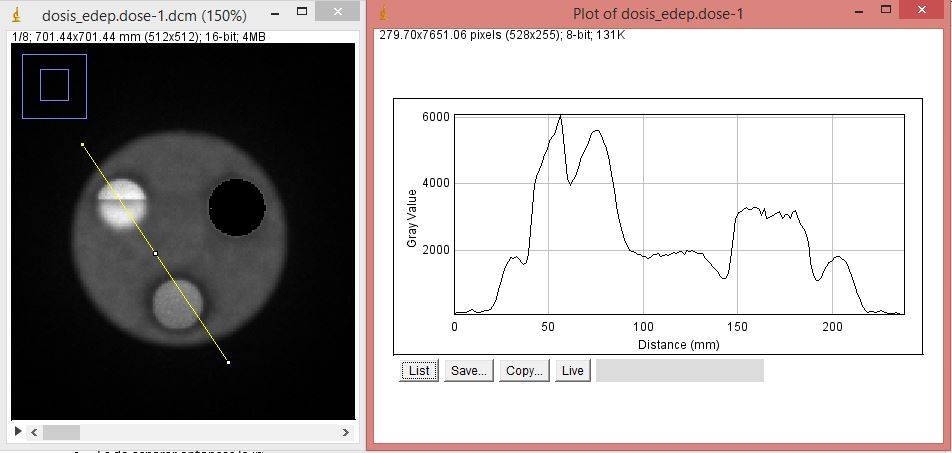 dosis_edep.dose-1.dcm (150%)
1/8; 701.44x701.44 mm (512x512); 16-bit; 4MB
Plot of dosis_edep.dose-1
279.70x7651.06 pixels (528x255); 8-bit; 131K
6000
4000
2000
Gray Value
0
50
100
150
200
Distance (mm)
List
Save...
Copy...
Live